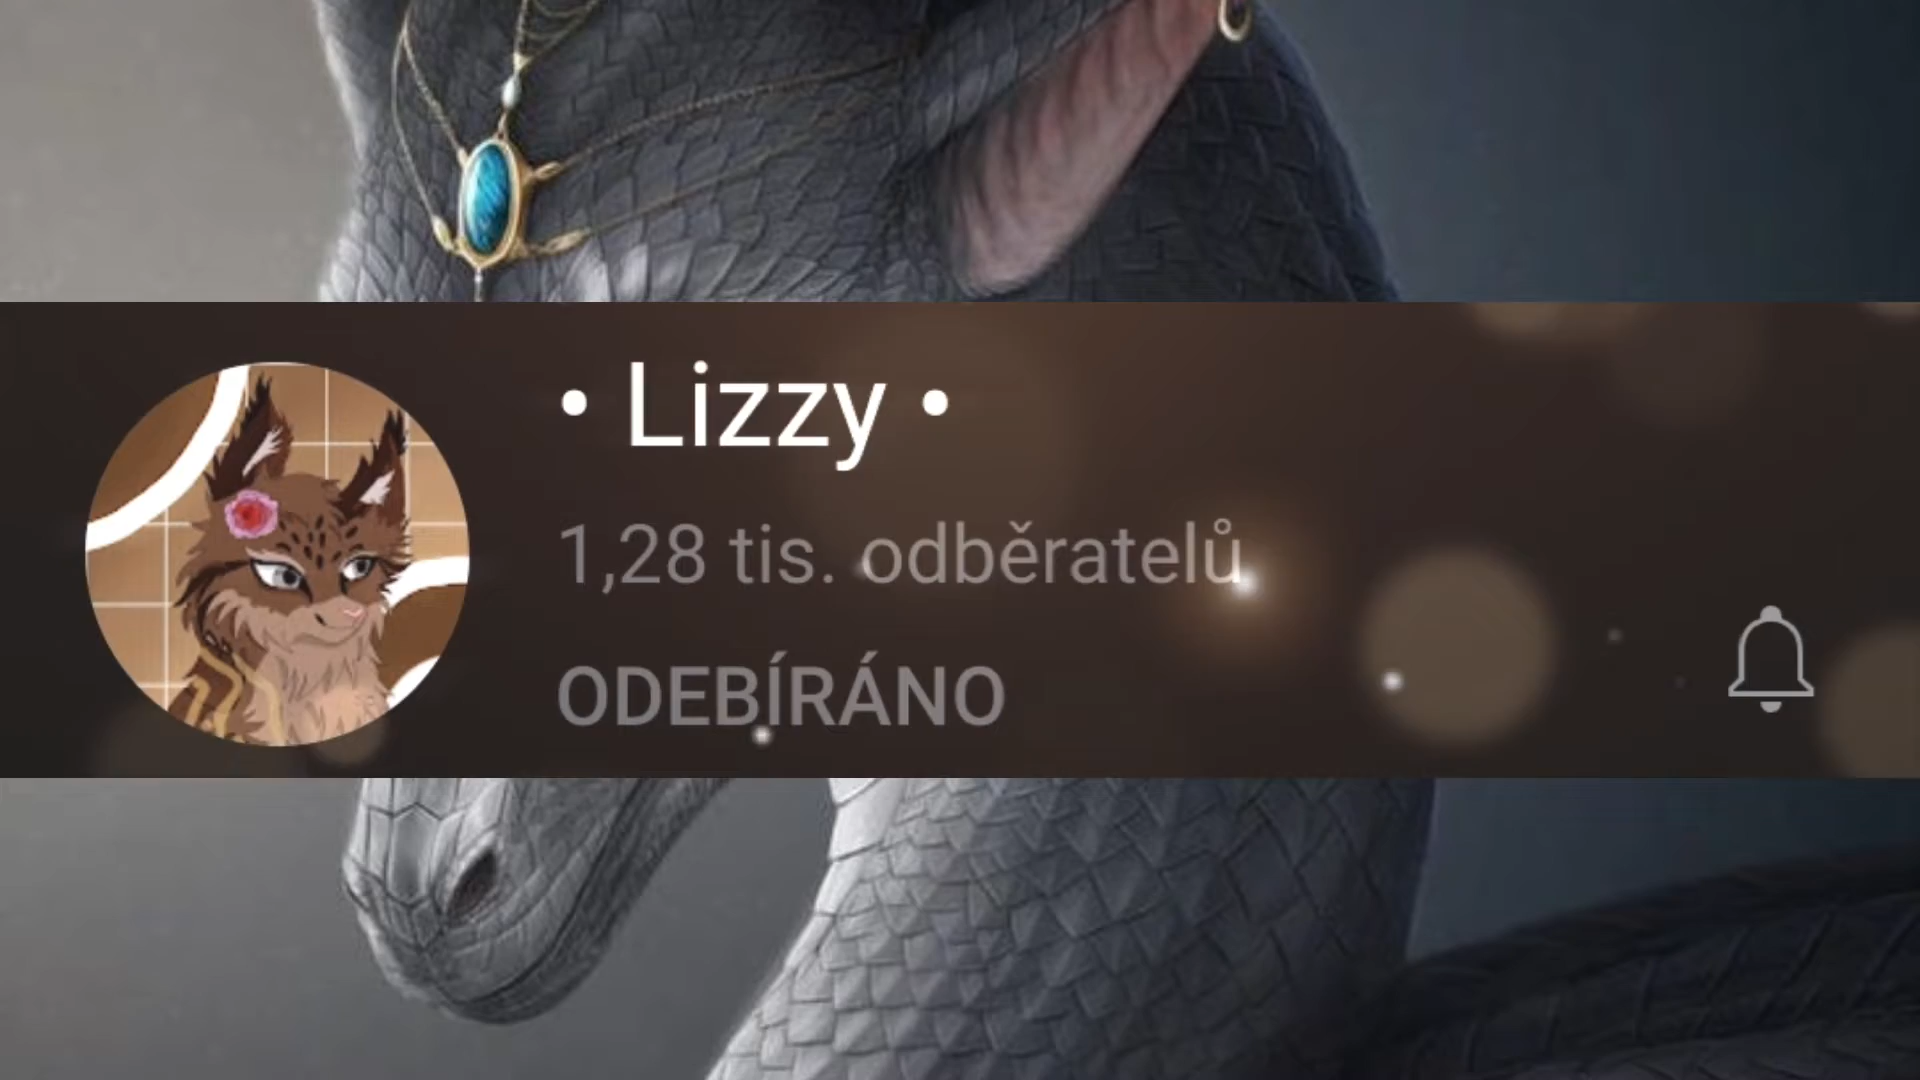 • Lizzy •
1,28 tis. odběratelů
ODEBÍRÁNO